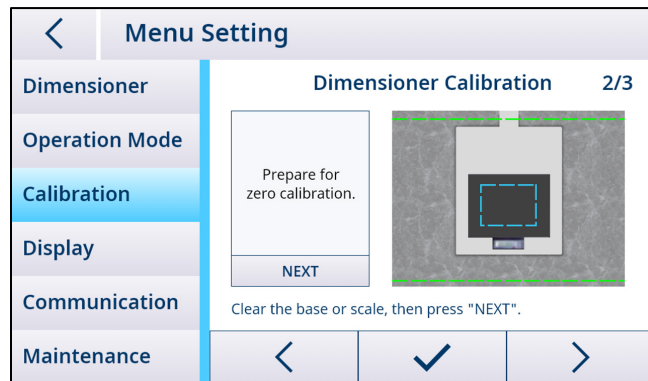 Menu Setting
Dimensioner
Operation Mode
Calibration
Display
Communication
Maintenance
Dimensioner Calibration 2/3
Prepare for
zero calibration.
NEXT
Clear the base or scale, then press "NEXT".